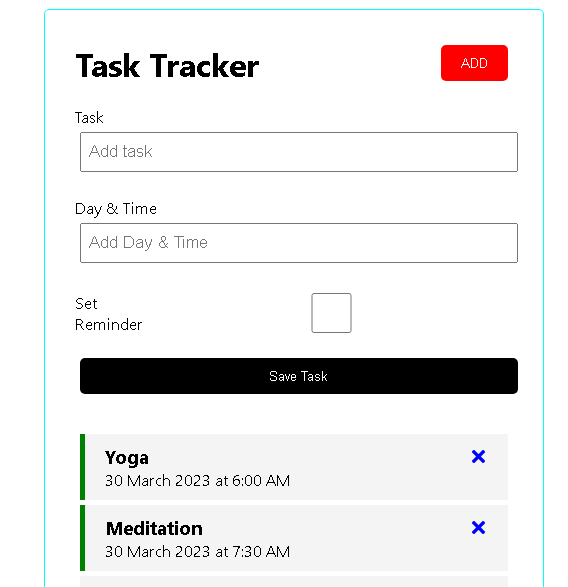 Task Tracker
ADD
Task
Add task
Day & Time
Add Day & Time
Set
Reminder
Save Task
Yoga
30 March 2023 at 6:00 AM
Meditation
30 March 2023 at 7:30 AM